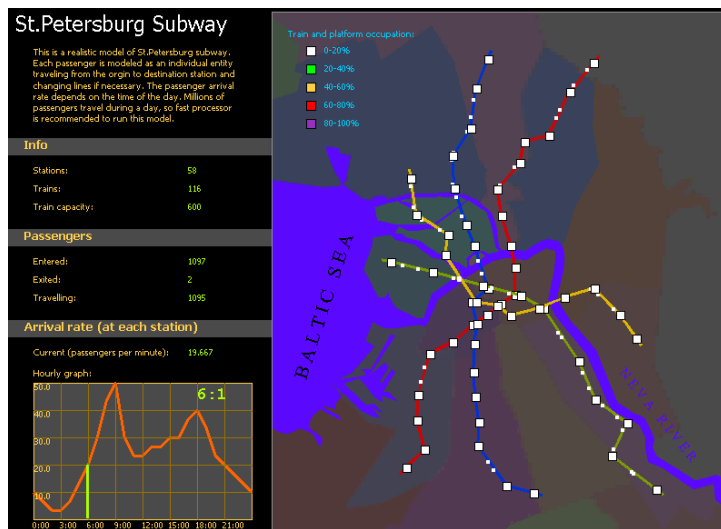 St.Petersburg Subway
This is a realistic model of St.Petersburg subway.
Each passenger is modeled as an individual entity
traveling from the orgin to destination station and
changing lines if necessary. The passenger arrival
rate depends on the time of the day. Millions of
passengers travel during a day, so fast processor
is recommended to run this model.
Info
Stations: 58
Trains: 116
Train capacity: 600
Passengers
Entered: 1097
Exited: 2
Travelling: 1095
Arrival rate (at each station)
Current (passengers per minute): 19.667
Hourly graph:
50.0
6:1
40.0
30.0
20.0
10.0
0:00 3:00 6:00 9:00 12:00 15:00 18:00 21:00
Train and platform occupation:
0-20%
20-40%
40-60%
60-80%
80-100%
BALTIC SEA
NEVA RIVER